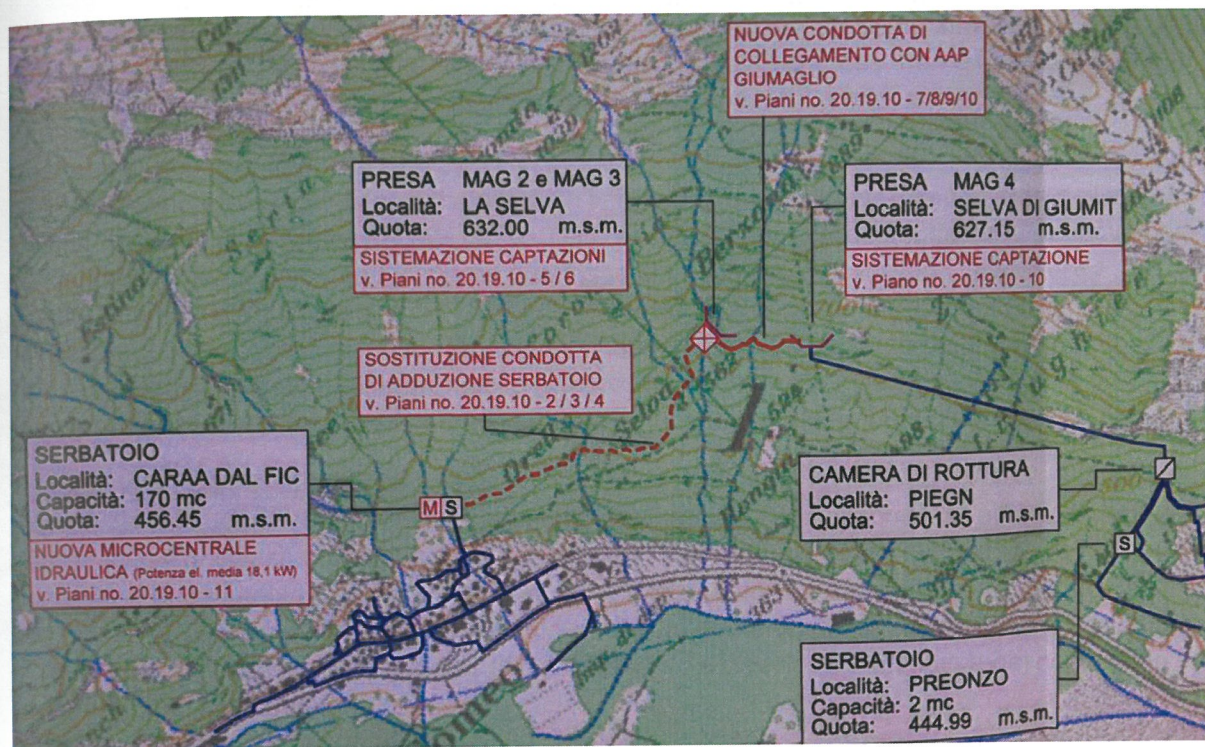 NUOVA CONDOTTA DI
COLLEGAMENTO CON AAP
GIUMAGLIO
v. Piani no. 20.19.10 - 7/8/9/10
PRESA MAG 2 e MAG 3
Località: LA SELVA
Quota: 632.00 m.s.m.
SISTEMAZIONE CAPTAZIONI
v. Piani no. 20.19.10 - 5 / 6
PRESA MAG 4
Località: SELVA DI GIUMIT
Quota: 627.15 m.s.m.
SISTEMAZIONE CAPTAZIONE
v. Piano no. 20.19.10 - 10
SOSTITUZIONE CONDOTTA
DI ADDUZIONE SERBATOIO
v. Piani no. 20.19.10 - 2 / 3 / 4
SERBATOIO
Località: CARAA DAL FIC
Capacità: 170 mc
Quota: 456.45 m.s.m.
NUOVA MICROCENTRALE
IDRAULICA (Potenza el. media 18,1 kW)
v. Piani no. 20.19.10 - 11
M S
CAMERA DI ROTTURA
Località: PIEGN
Quota: 501.35 m.s.m.
S
SERBATOIO
Località: PREONZO
Capacità: 2 mc
Quota: 444.99 m.s.m.
562
524
363